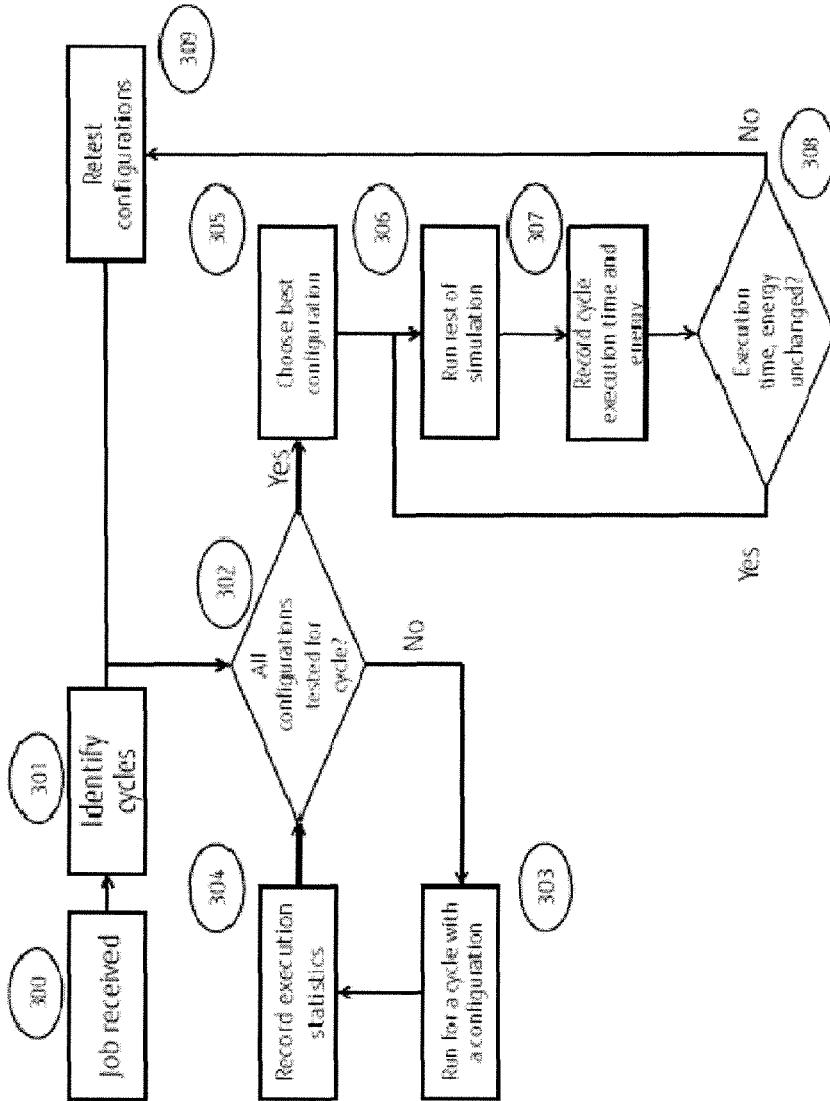 Job received
300
Identify
cycles
301
All
configurations
tested for
cycle?
302
No
Yes
Run for a cycle with
a configuration
303
Record execution
statistics
304
Choose best
configuration
305
Run rest of
simulation
306
Record cycle
execution time and
energy
307
Execution
time, energy
unchanged?
308
Yes
No
Retest
configurations
309